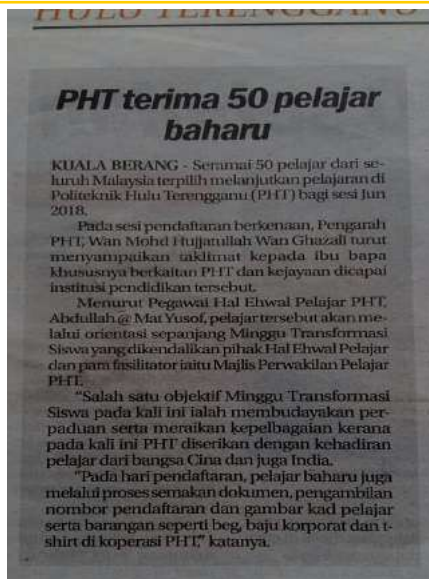 HULU TERENGGANU
PHT terima 50 pelajar
baharu
KUALA BERANG - Seramai 50 pelajar dari se-
luruh Malaysia terpilih melanjutkan pelajaran di
Politeknik Hulu Terengganu (PHT) bagi sesi Jun
2018.
Pada sesi pendaftaran berkenaan, Pengarah
PHT, Wan Mohd Hujjatullah Wan Ghazali turut
menyampaikan taklimat kepada ibu bapa
khususnya berkaitan PHT dan kejayaan dicapai
institusi pendidikan tersebut.
Menurut Pegawai Hal Ehwal Pelajar PHT,
Abdullah @ Mat Yusof, pelajar tersebut akan me-
lalui orientasi sepanjang Minggu Transformasi
Siswa yang dikendalikan pihak Hal Ehwal Pelajar
dan para fasilitator iaitu Majlis Perwakilan Pelajar
PHT.
“Salah satu objektif Minggu Transformasi
Siswa pada kali ini ialah membudayakan per-
paduan serta meraikan kepelbagaian kerana
pada kali ini PHT diserikan dengan kehadiran
pelajar dari bangsa Cina dan juga India.
“Pada hari pendaftaran, pelajar baharu juga
melalui proses semakan dokumen, pengambilan
nombor pendaftaran dan gambar kad pelajar
serta barangan seperti beg, baju korporat dan t-
shirt di koperasi PHT,” katanya.